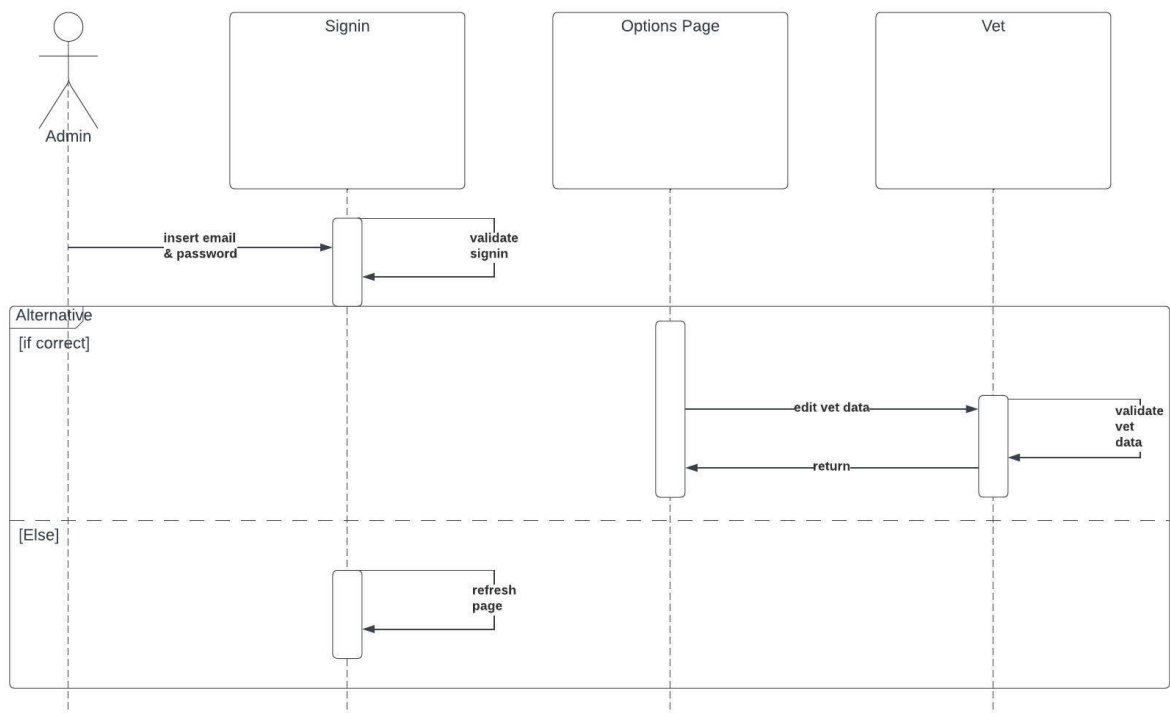 Signin
Options Page
Vet
Admin
insert email
& password
validate
signin
Alternative
[if correct]
edit vet data
validate
vet
data
return
[Else]
refresh
page